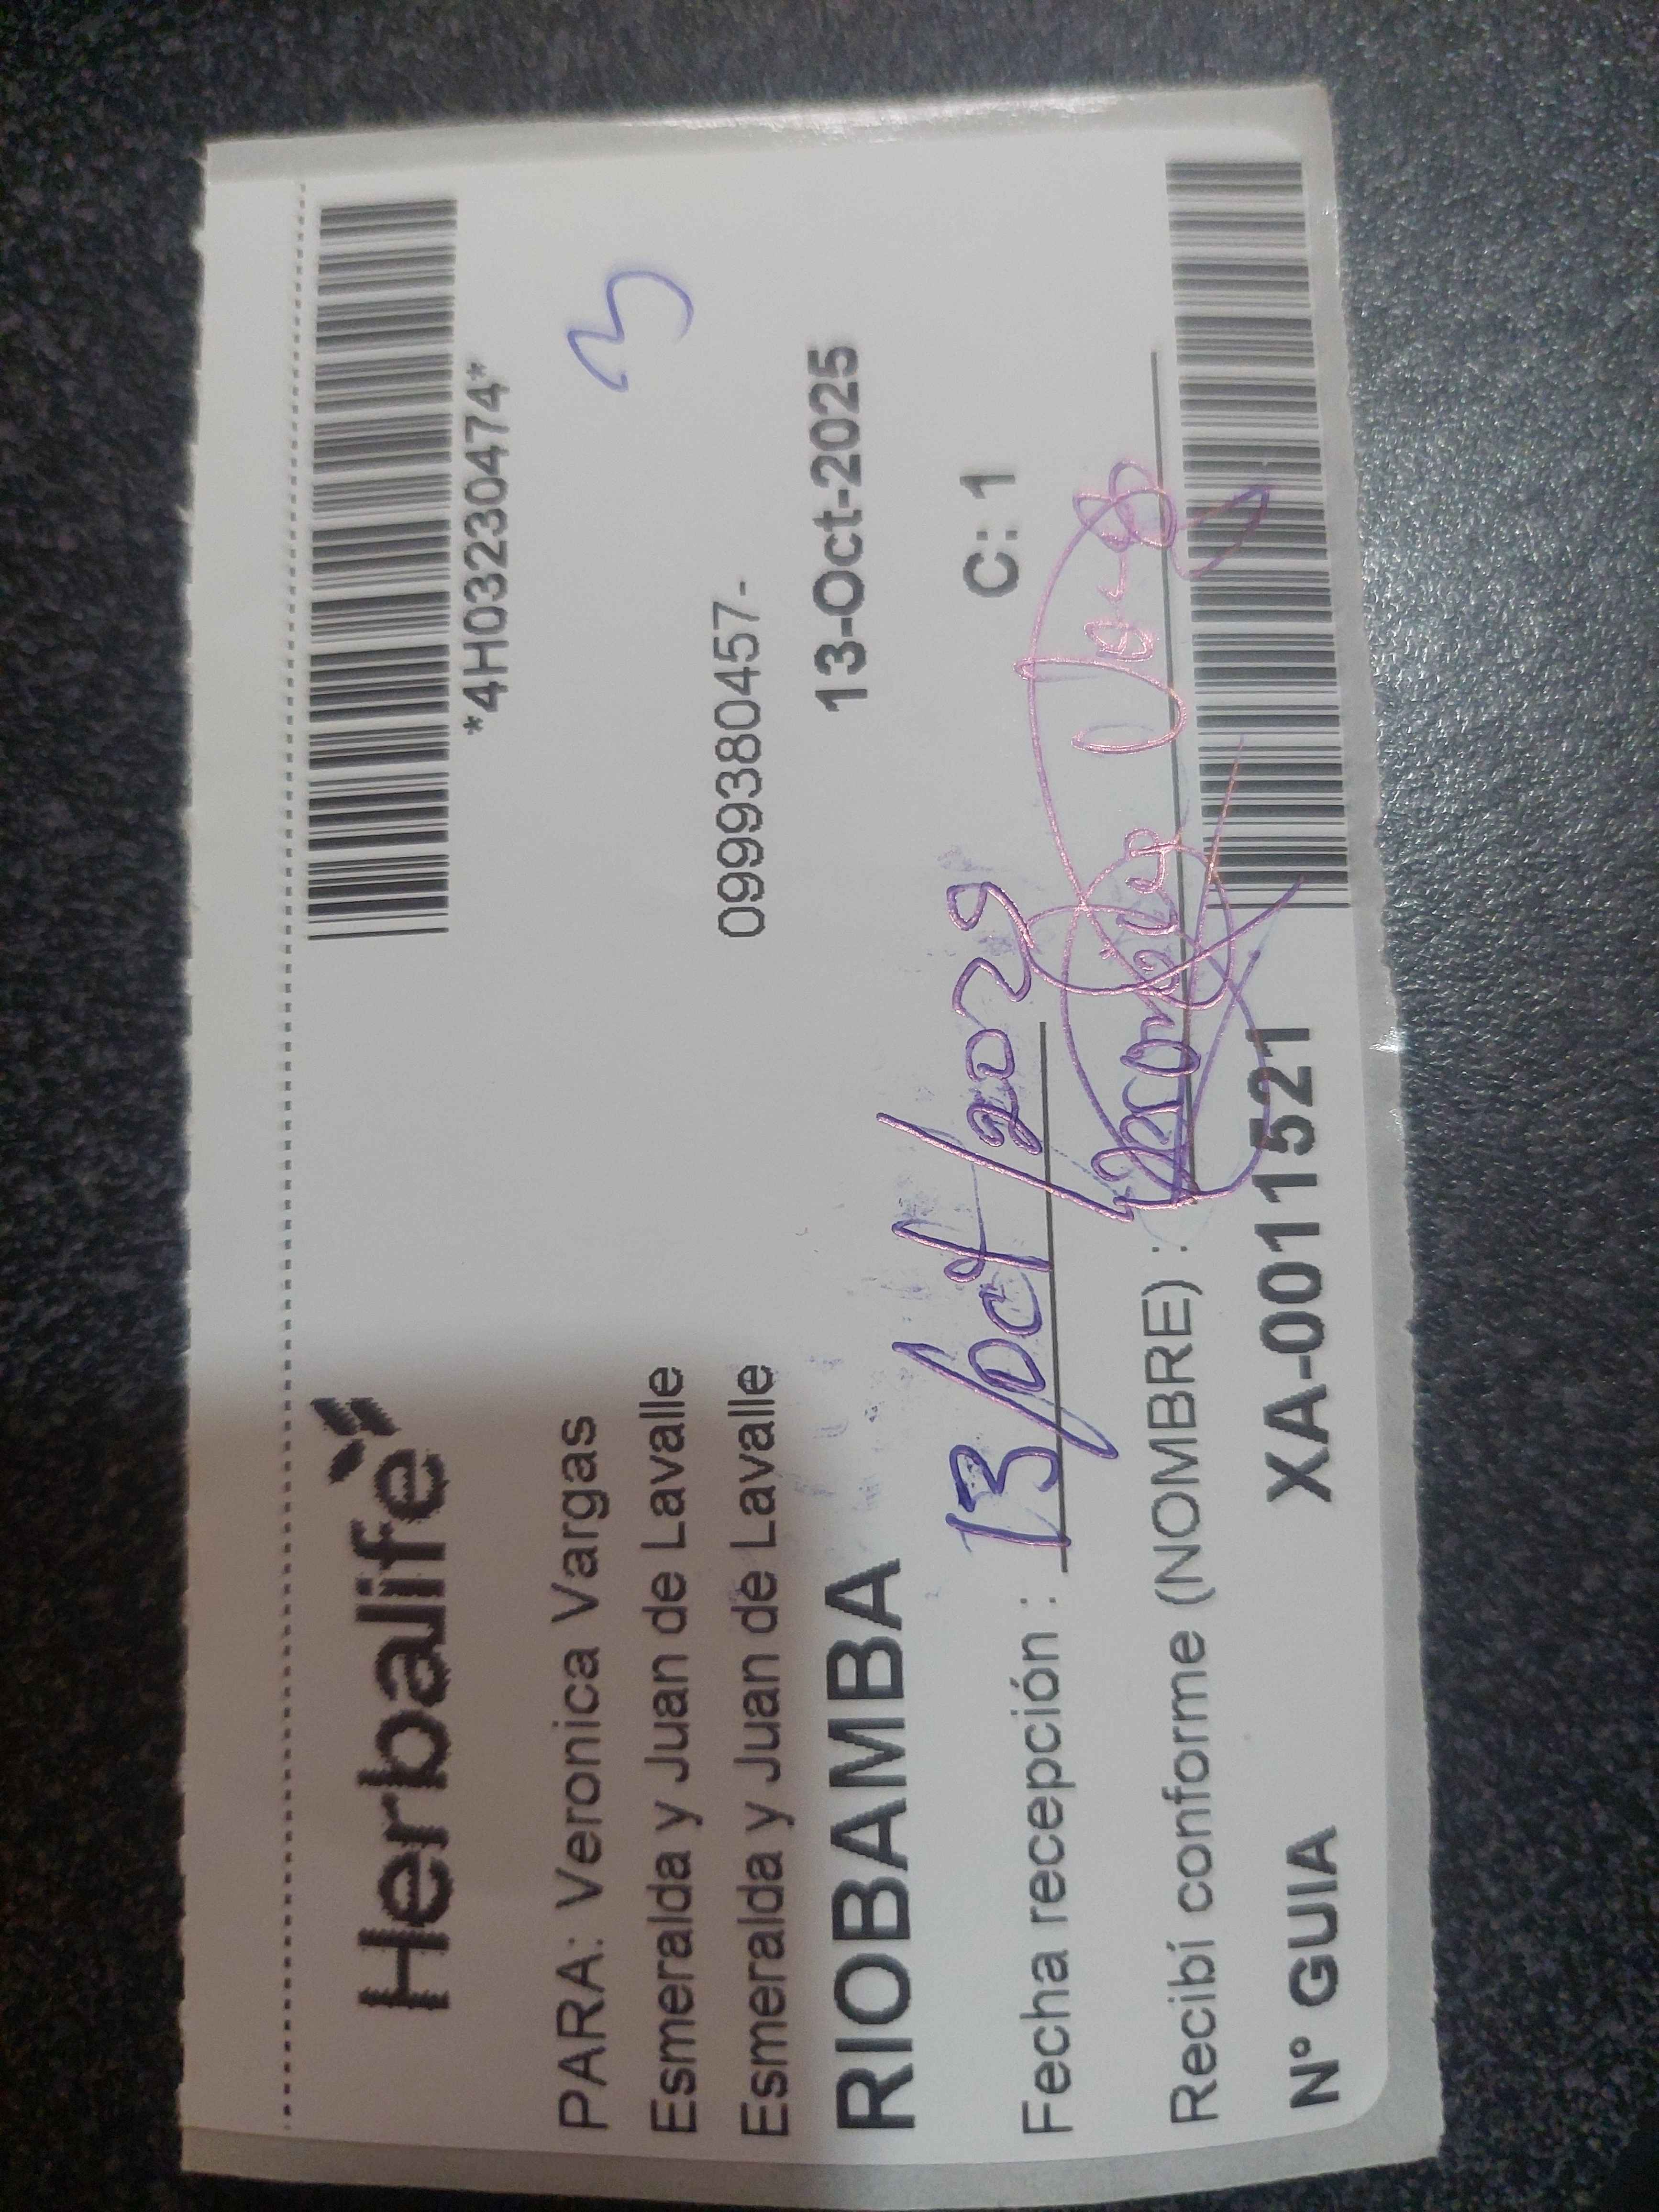 Herbalife
*4H03230474*
PARA: Veronica Vargas
3
Esmeralda y Juan de Lavalle
Esmeralda y Juan de Lavalle 0999380457-
RIOBAMBA 13-Oct-2025
Fecha recepción : 13/oct/2025 C: 1
Recibí conforme (NOMBRE) :
N° GUIA XA-0011521